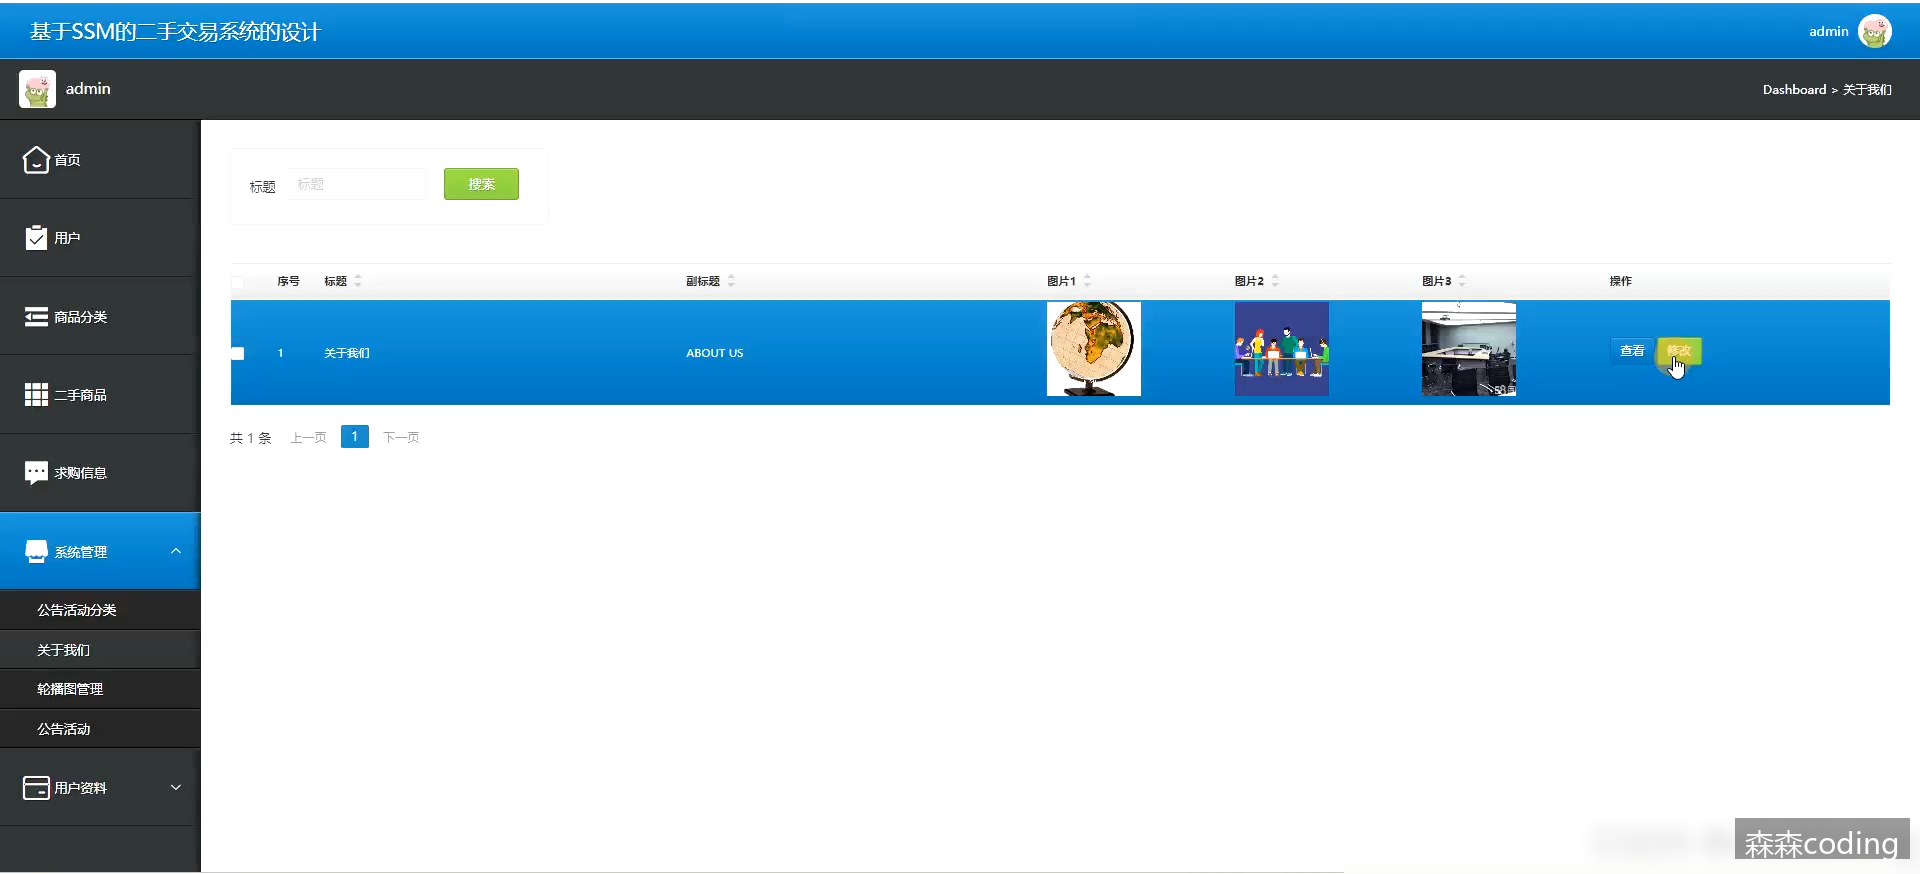 基于SSM的二手交易系统的设计
admin
admin
Dashboard > 关于我们
首页
用户
商品分类
二手商品
求购信息
系统管理
公告活动分类
关于我们
轮播图管理
公告活动
用户资料
标题 标题 搜索
序号 标题 副标题 图片1 图片2 图片3 操作
1 关于我们 ABOUT US 查看 修改
共 1 条 上一页 1 下一页
森森coding